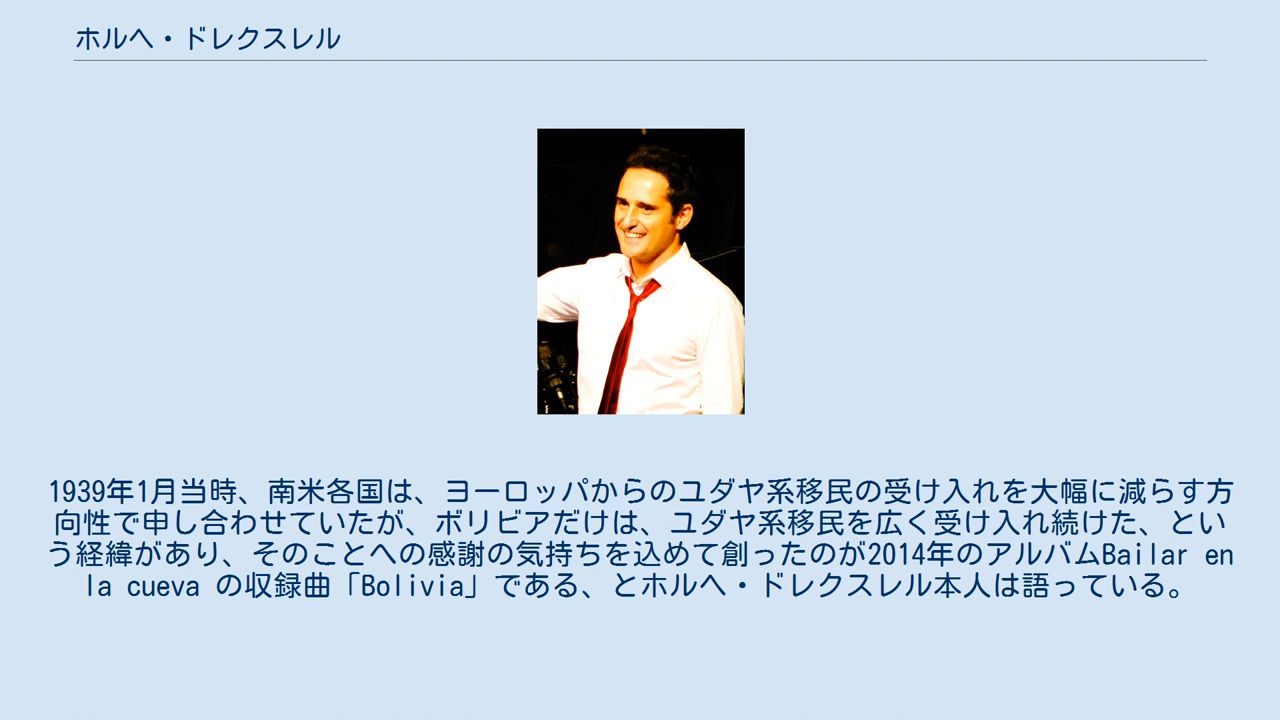 ホルヘ・ドレクスレル
1939年1月当時、南米各国は、ヨーロッパからのユダヤ系移民の受け入れを大幅に減らす方
向性で申し合わせていたが、ボリビアだけは、ユダヤ系移民を広く受け入れ続けた、とい
う経緯があり、そのことへの感謝の気持ちを込めて創ったのが2014年のアルバムBailar en
la cueva の収録曲「Bolivia」である、とホルヘ・ドレクスレル本人は語っている。